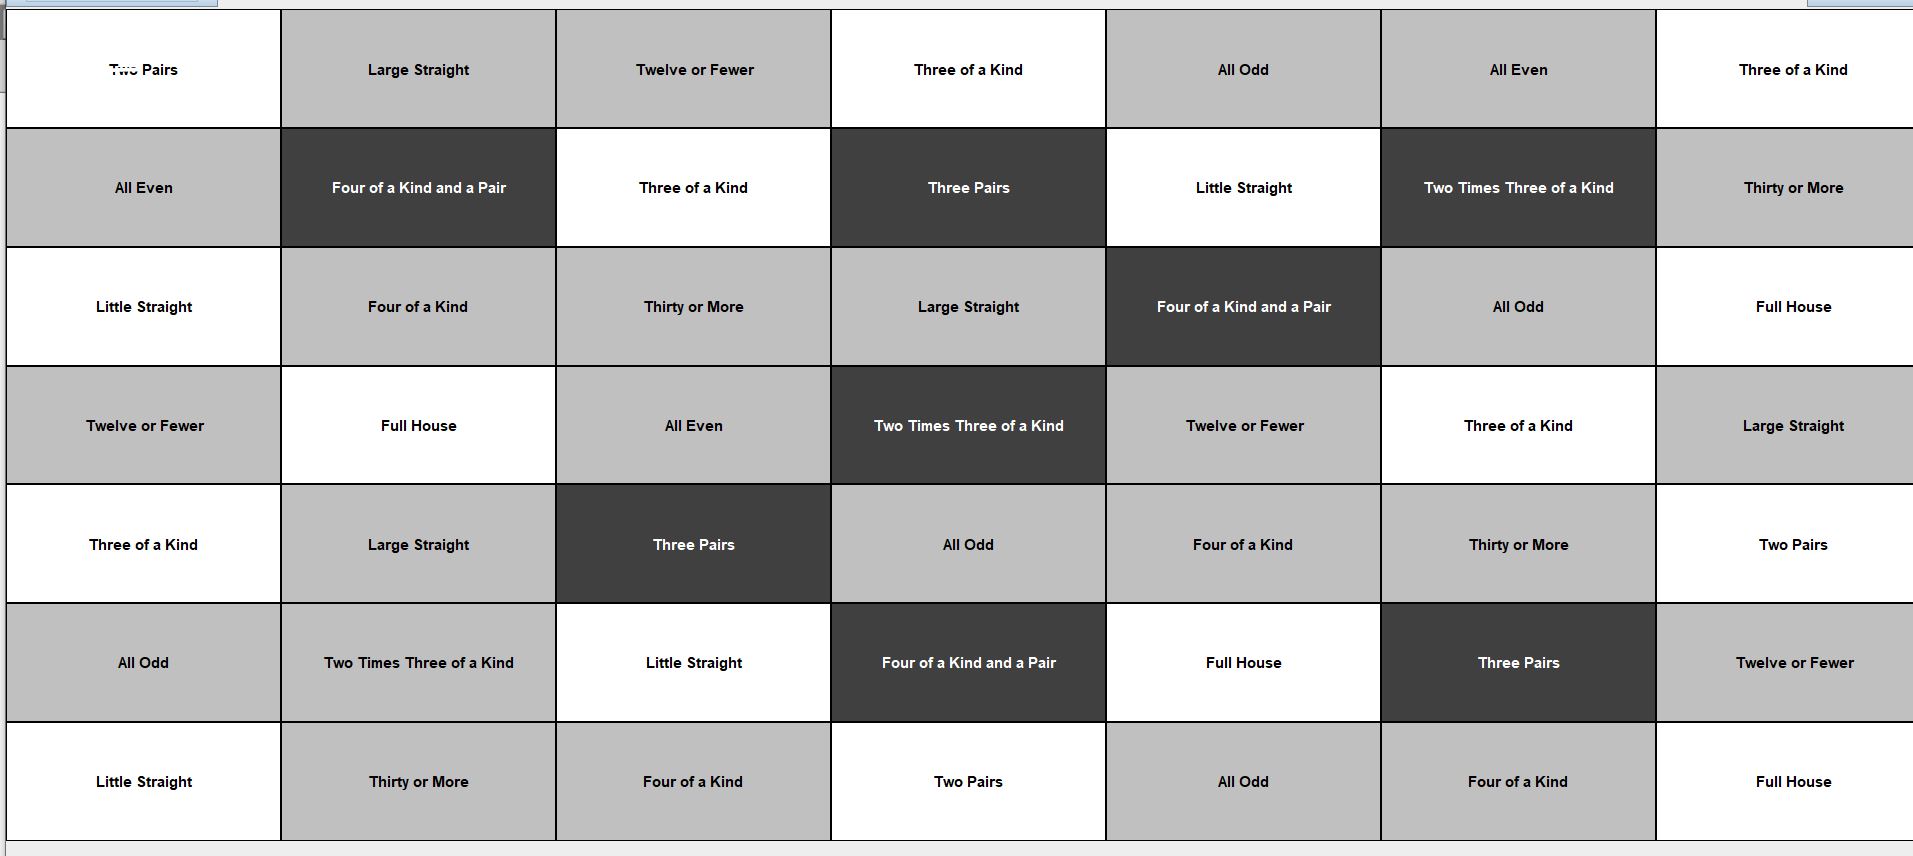 Two Pairs
Large Straight
Twelve or Fewer
Three of a Kind
All Odd
All Even
Three of a Kind
All Even
Four of a Kind and a Pair
Three of a Kind
Three Pairs
Little Straight
Two Times Three of a Kind
Thirty or More
Little Straight
Four of a Kind
Thirty or More
Large Straight
Four of a Kind and a Pair
All Odd
Full House
Twelve or Fewer
Full House
All Even
Two Times Three of a Kind
Twelve or Fewer
Three of a Kind
Large Straight
Three of a Kind
Large Straight
Three Pairs
All Odd
Four of a Kind
Thirty or More
Two Pairs
All Odd
Two Times Three of a Kind
Little Straight
Four of a Kind and a Pair
Full House
Three Pairs
Twelve or Fewer
Little Straight
Thirty or More
Four of a Kind
Two Pairs
All Odd
Four of a Kind
Full House